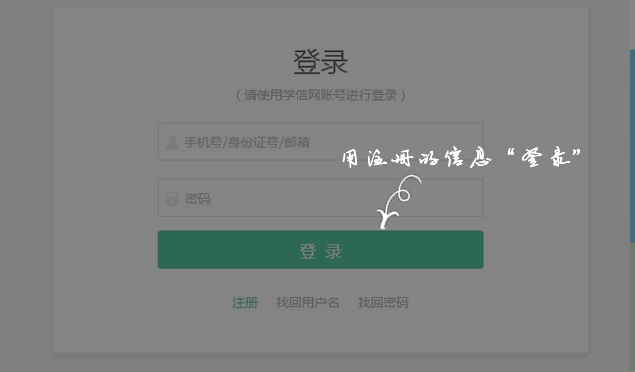 登录
（请使用学信网账号进行登录）
手机号/身份证号/邮箱
用注册的信息“登录”
密码
登 录
注册 找回用户名 找回密码